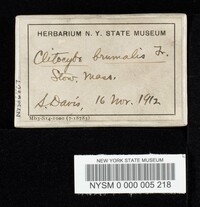 HERBARIUM N. Y. STATE MUSEUM
Clitocybe brumalis Fr.
Stow, Mass.
S. Davis, 16 Nov. 1912
NEW YORK STATE MUSEUM
NYSM 0 000 005 218